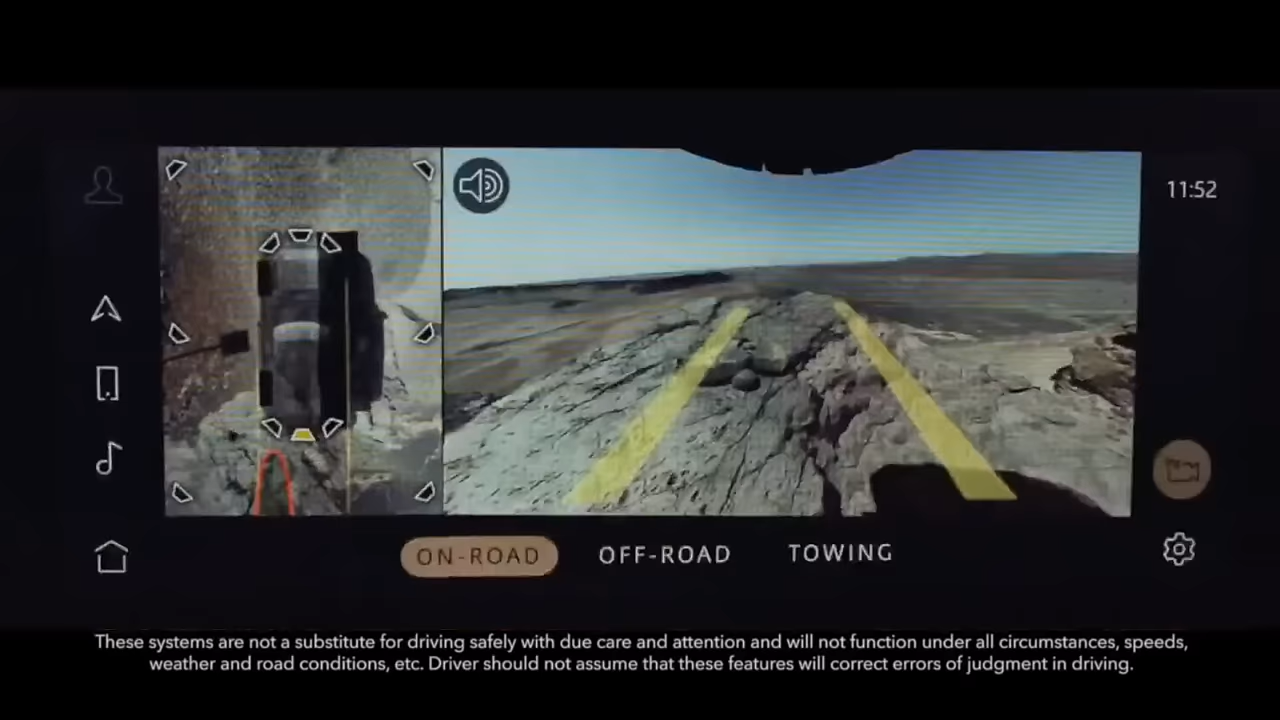 11:52
ON-ROAD
OFF-ROAD
TOWING
These systems are not a substitute for driving safely with due care and attention and will not function under all circumstances, speeds,
weather and road conditions, etc. Driver should not assume that these features will correct errors of judgment in driving.